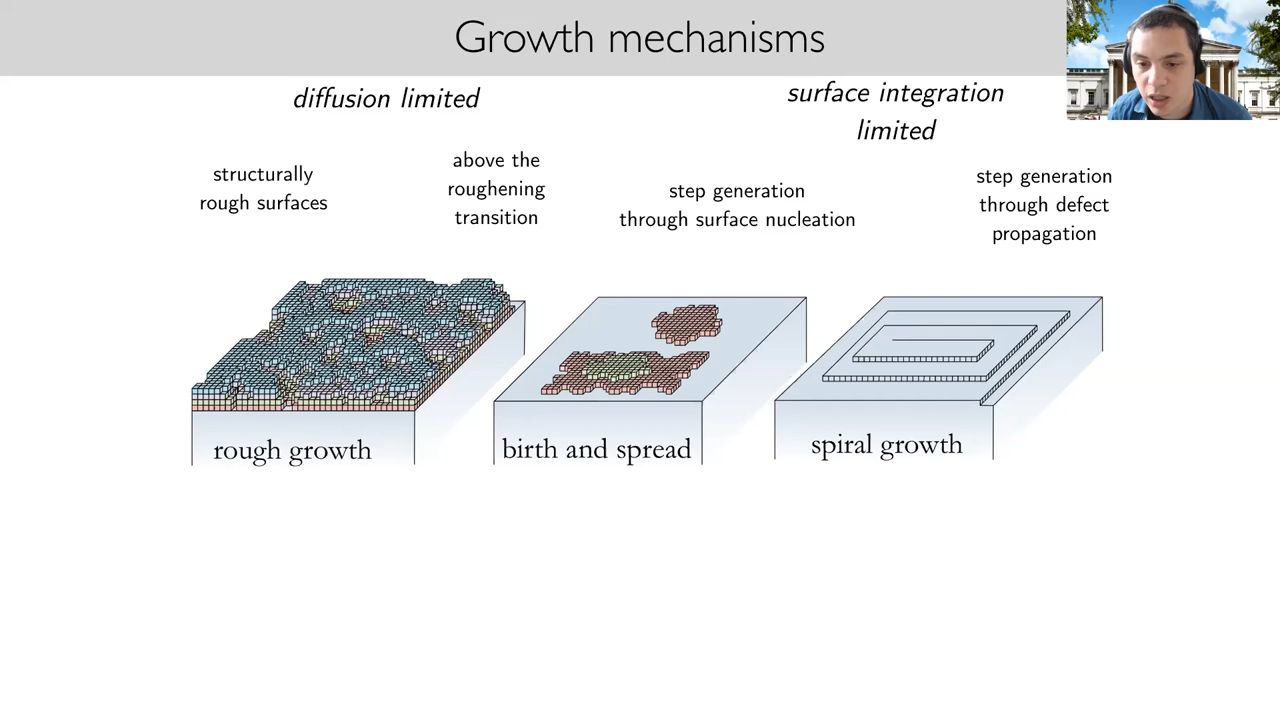 Growth mechanisms
diffusion limited
surface integration
limited
structurally
rough surfaces
above the
roughening
transition
step generation
through surface nucleation
step generation
through defect
propagation
rough growth
birth and spread
spiral growth